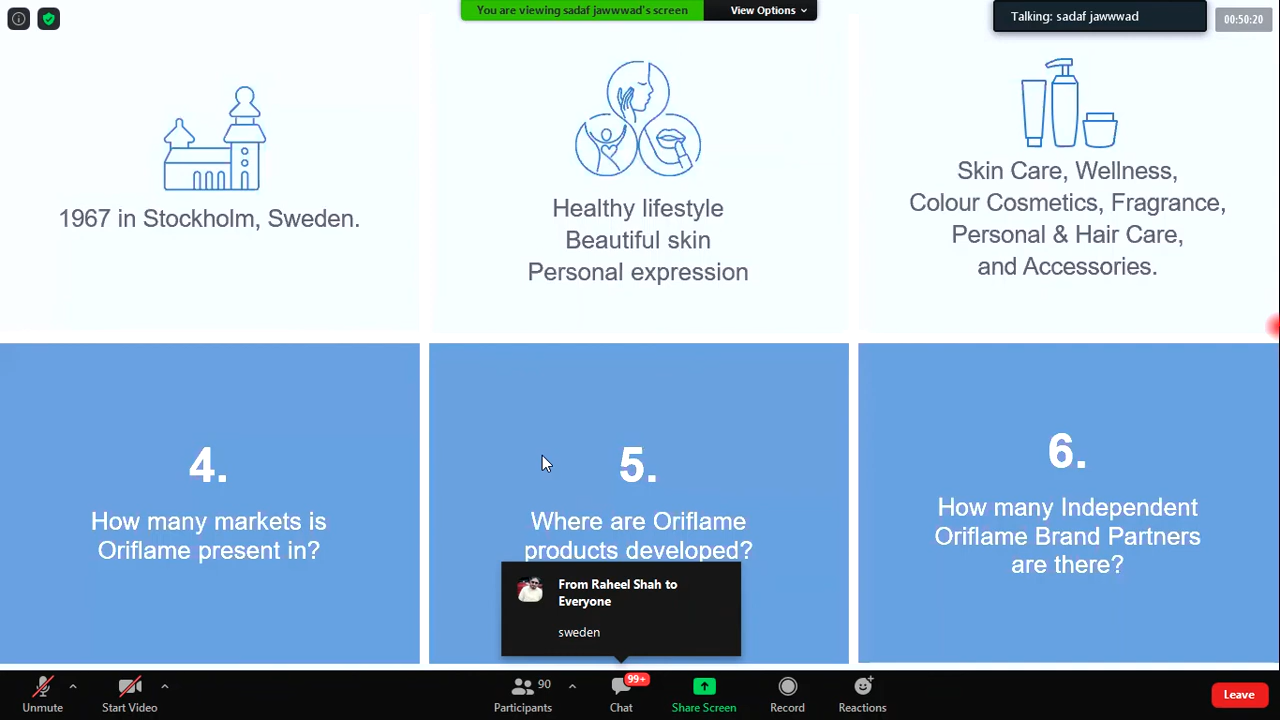 You are viewing sadaf jawwwad's screen
View Options
Talking: sadaf jawwwad
00:50:20
1967 in Stockholm, Sweden.
Healthy lifestyle
Beautiful skin
Personal expression
Skin Care, Wellness,
Colour Cosmetics, Fragrance,
Personal & Hair Care,
and Accessories.
4.
How many markets is
Oriflame present in?
5.
Where are Oriflame
products developed?
6.
How many Independent
Oriflame Brand Partners
are there?
From Raheel Shah to
Everyone
sweden
Unmute
Start Video
90
Participants
99+
Chat
Share Screen
Record
Reactions
Leave